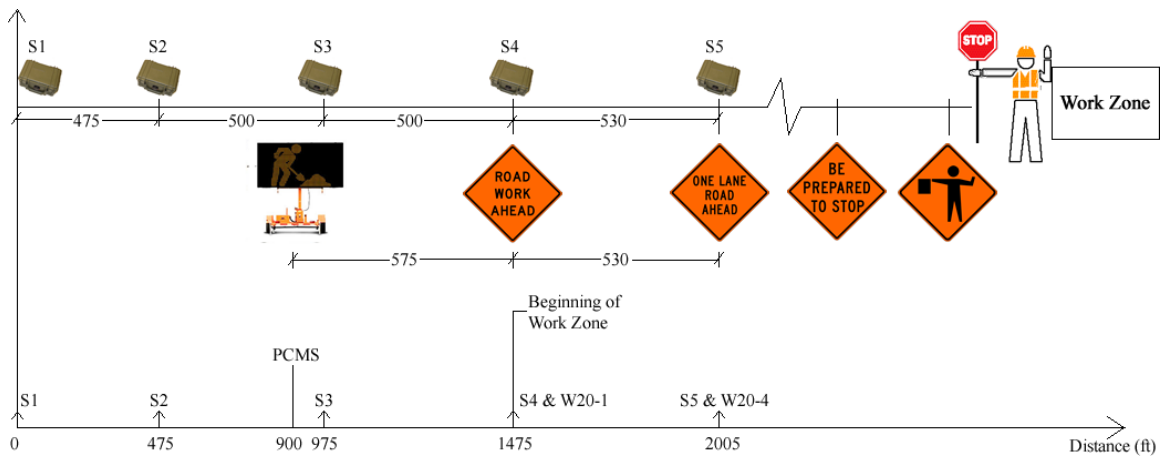 S1
S2
S3
S4
S5
STOP
Work Zone
475
500
500
530
ROAD
WORK
AHEAD
ONE LANE
ROAD
AHEAD
BE
PREPARED
TO STOP
575
530
Beginning of
Work Zone
PCMS
S1
S2
S3
S4 & W20-1
S5 & W20-4
0
475
900
975
1475
2005
Distance (ft)